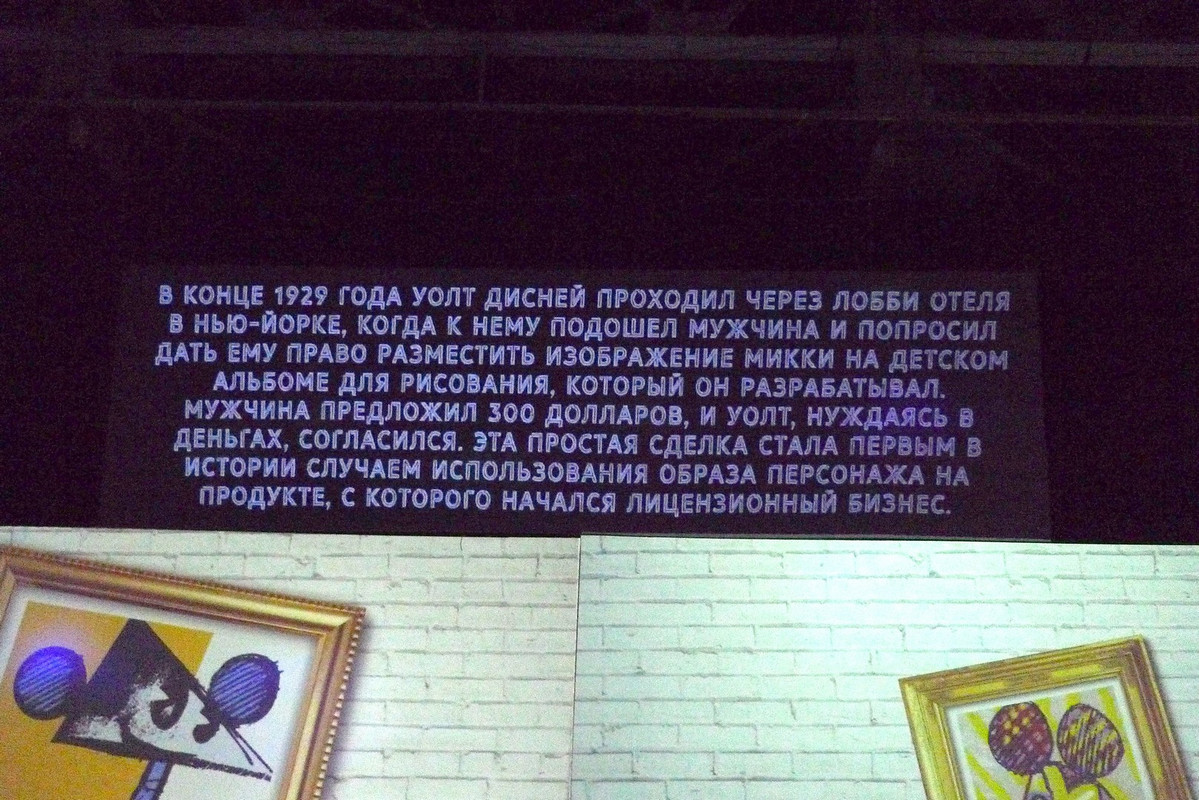 В КОНЦЕ 1929 ГОДА УОЛТ ДИСНЕЙ ПРОХОДИЛ ЧЕРЕЗ ЛОББИ ОТЕЛЯ
В НЬЮ-ЙОРКЕ, КОГДА К НЕМУ ПОДОШЕЛ МУЖЧИНА И ПОПРОСИЛ
ДАТЬ ЕМУ ПРАВО РАЗМЕСТИТЬ ИЗОБРАЖЕНИЕ МИККИ НА ДЕТСКОМ
АЛЬБОМЕ ДЛЯ РИСОВАНИЯ, КОТОРЫЙ ОН РАЗРАБАТЫВАЛ.
МУЖЧИНА ПРЕДЛОЖИЛ 300 ДОЛЛАРОВ, И УОЛТ, НУЖДАЯСЬ В
ДЕНЬГАХ, СОГЛАСИЛСЯ. ЭТА ПРОСТАЯ СДЕЛКА СТАЛА ПЕРВЫМ В
ИСТОРИИ СЛУЧАЕМ ИСПОЛЬЗОВАНИЯ ОБРАЗА ПЕРСОНАЖА НА
ПРОДУКТЕ, С КОТОРОГО НАЧАЛСЯ ЛИЦЕНЗИОННЫЙ БИЗНЕС.